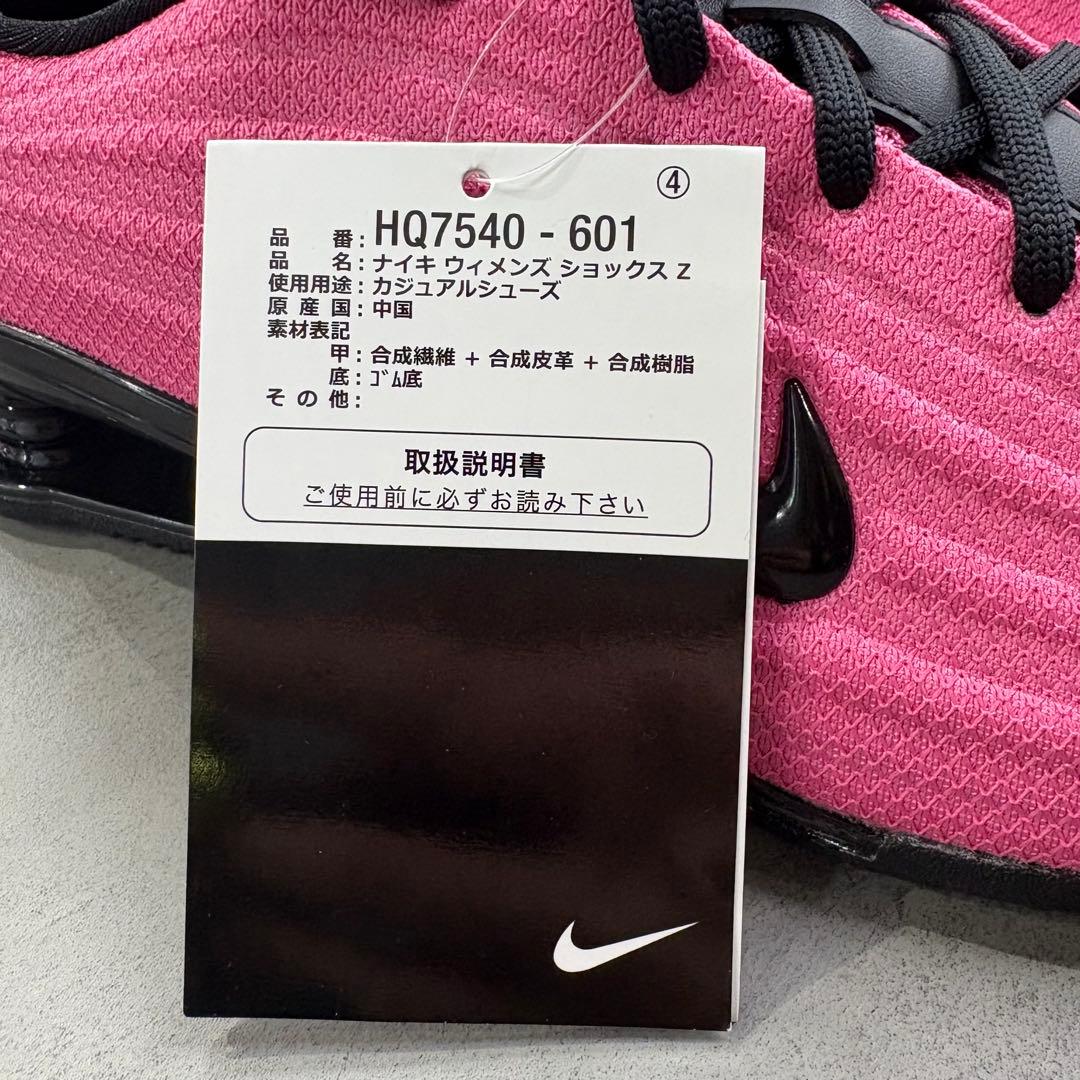 ④
品番: HQ7540 - 601
品名: ナイキ ウィメンズ ショックス Z
使用用途: カジュアルシューズ
原産国: 中国
素材表記
甲: 合成繊維 + 合成皮革 + 合成樹脂
底: ｺﾞﾑ底
その他:
取扱説明書
ご使用前に必ずお読み下さい